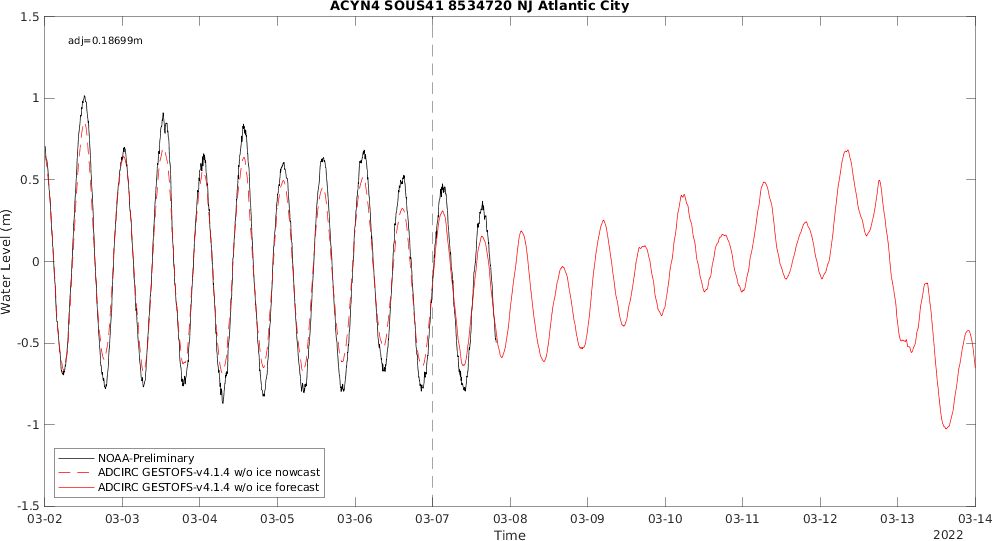 ACYN4 SOUS41 8534720 NJ Atlantic City
adj=0.18699m
1.5
1
0.5
0
-0.5
-1
-1.5
Water Level (m)
NOAA-Preliminary
ADCIRC GESTOFS-v4.1.4 w/o ice nowcast
ADCIRC GESTOFS-v4.1.4 w/o ice forecast
03-02 03-03 03-04 03-05 03-06 03-07 03-08 03-09 03-10 03-11 03-12 03-13 03-14
Time
2022